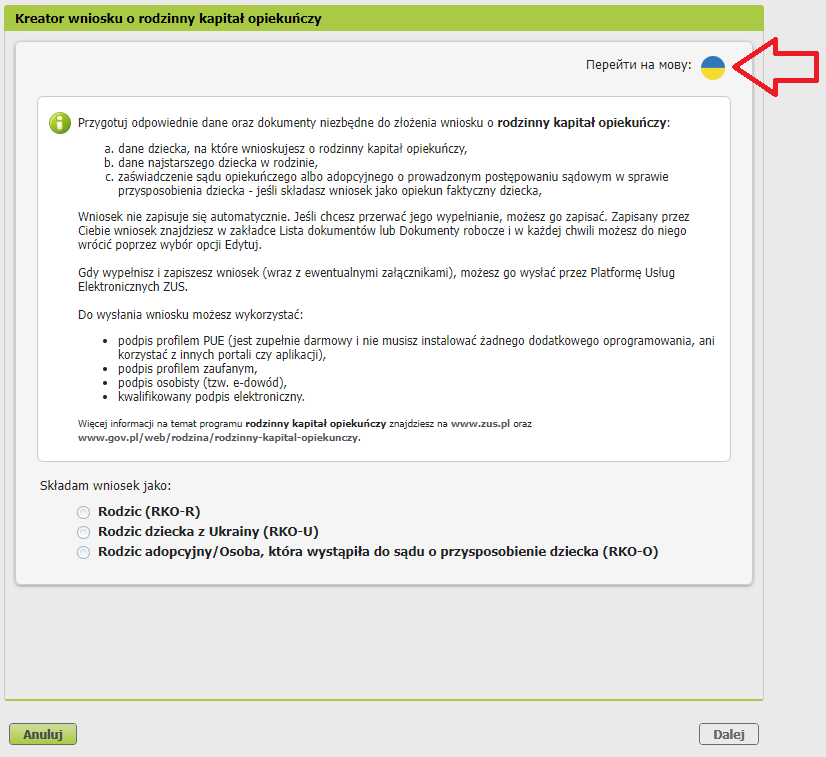 Kreator wniosku o rodzinny kapitał opiekuńczy
Перейти на мову:
Przygotuj odpowiednie dane oraz dokumenty niezbędne do złożenia wniosku o rodzinny kapitał opiekuńczy:
a. dane dziecka, na które wnioskujesz o rodzinny kapitał opiekuńczy,
b. dane najstarszego dziecka w rodzinie,
c. zaświadczenie sądu opiekuńczego albo adopcyjnego o prowadzonym postępowaniu sądowym w sprawie
przysposobienia dziecka - jeśli składasz wniosek jako opiekun faktyczny dziecka,
Wniosek nie zapisuje się automatycznie. Jeśli chcesz przerwać jego wypełnianie, możesz go zapisać. Zapisany przez
Ciebie wniosek znajdziesz w zakładce Lista dokumentów lub Dokumenty robocze i w każdej chwili możesz do niego
wrócić poprzez wybór opcji Edytuj.
Gdy wypełnisz i zapiszesz wniosek (wraz z ewentualnymi załącznikami), możesz go wysłać przez Platformę Usług
Elektronicznych ZUS.
Do wysłania wniosku możesz wykorzystać:
• podpis profilem PUE (jest zupełnie darmowy i nie musisz instalować żadnego dodatkowego oprogramowania, ani
korzystać z innych portali czy aplikacji),
• podpis profilem zaufanym,
• podpis osobisty (tzw. e-dowód),
• kwalifikowany podpis elektroniczny.
Więcej informacji na temat programu rodzinny kapitał opiekuńczy znajdziesz na www.zus.pl oraz
www.gov.pl/web/rodzina/rodzinny-kapital-opiekunczy.
Składam wniosek jako:
Rodzic (RKO-R)
Rodzic dziecka z Ukrainy (RKO-U)
Rodzic adopcyjny/Osoba, która wystąpiła do sądu o przysposobienie dziecka (RKO-O)
Anuluj
Dalej